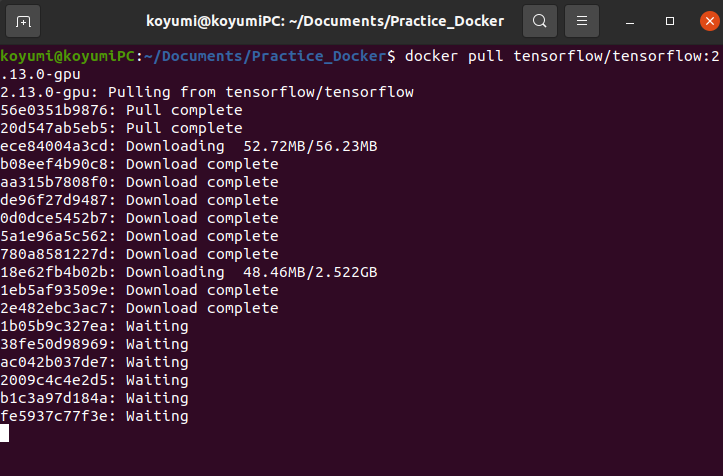 koyumi@koyumiPC: ~/Documents/Practice_Docker
koyumi@koyumiPC:~/Documents/Practice_Docker$ docker pull tensorflow/tensorflow:2
.13.0-gpu
2.13.0-gpu: Pulling from tensorflow/tensorflow
56e0351b9876: Pull complete
20d547ab5eb5: Pull complete
ece84004a3cd: Downloading  52.72MB/56.23MB
b08eef4b90c8: Download complete
aa315b7808f0: Download complete
de96f27d9487: Download complete
0d0dce5452b7: Download complete
5a1e96a5c562: Download complete
780a8581227d: Download complete
18e62fb4b02b: Downloading  48.46MB/2.522GB
1eb5af93509e: Download complete
2e482ebc3ac7: Download complete
1b05b9c327ea: Waiting
38fe50d98969: Waiting
ac042b037de7: Waiting
2009c4c4e2d5: Waiting
b1c3a97d184a: Waiting
fe5937c77f3e: Waiting